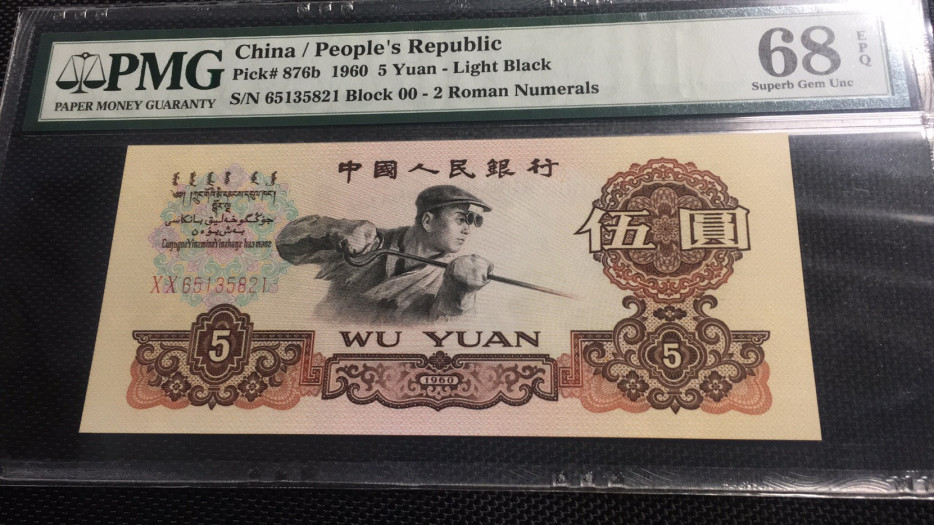 PMG
PAPER MONEY GUARANTY
China / People's Republic
Pick# 876b 1960 5 Yuan - Light Black
S/N 65135821 Block 00 - 2 Roman Numerals
68 EPQ
Superb Gem Unc
中國人民銀行
伍圓
XX65135821
WU YUAN
5
1960
5